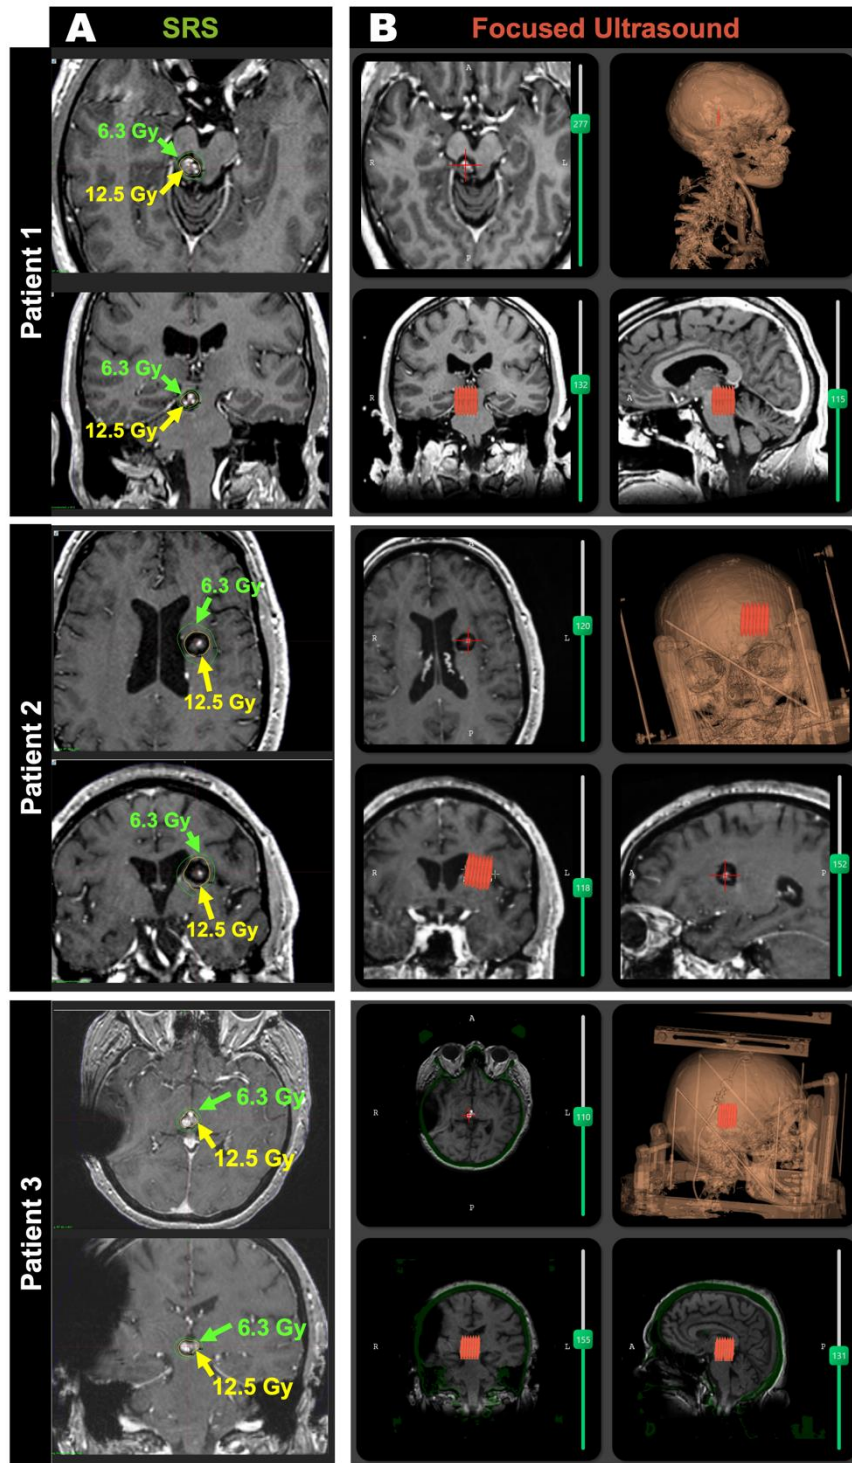 A SRS
B Focused Ultrasound
Patient 1
6.3 Gy
12.5 Gy
6.3 Gy
12.5 Gy
A
R
L
P
277
R
132
A
115
Patient 2
6.3 Gy
12.5 Gy
6.3 Gy
12.5 Gy
R
L
P
120
R
L
118
A
P
152
Patient 3
6.3 Gy
12.5 Gy
6.3 Gy
12.5 Gy
A
R
L
P
110
R
L
155
A
P
131